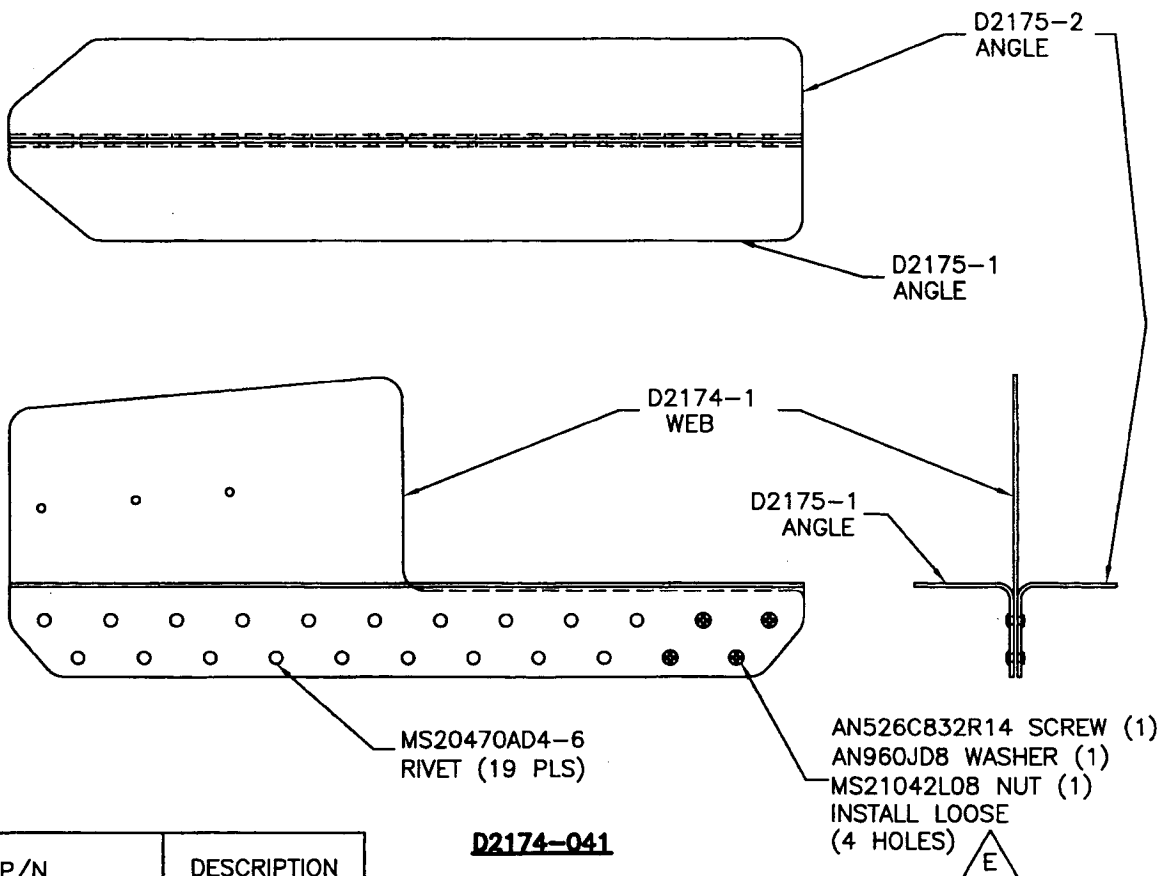 D2175-2
ANGLE
D2175-1
ANGLE
D2174-1
WEB
D2175-1
ANGLE
MS20470AD4-6
RIVET (19 PLS)
AN526C832R14 SCREW (1)
AN960JD8 WASHER (1)
MS21042L08 NUT (1)
INSTALL LOOSE
(4 HOLES)
E
D2174-041
P/N
DESCRIPTION